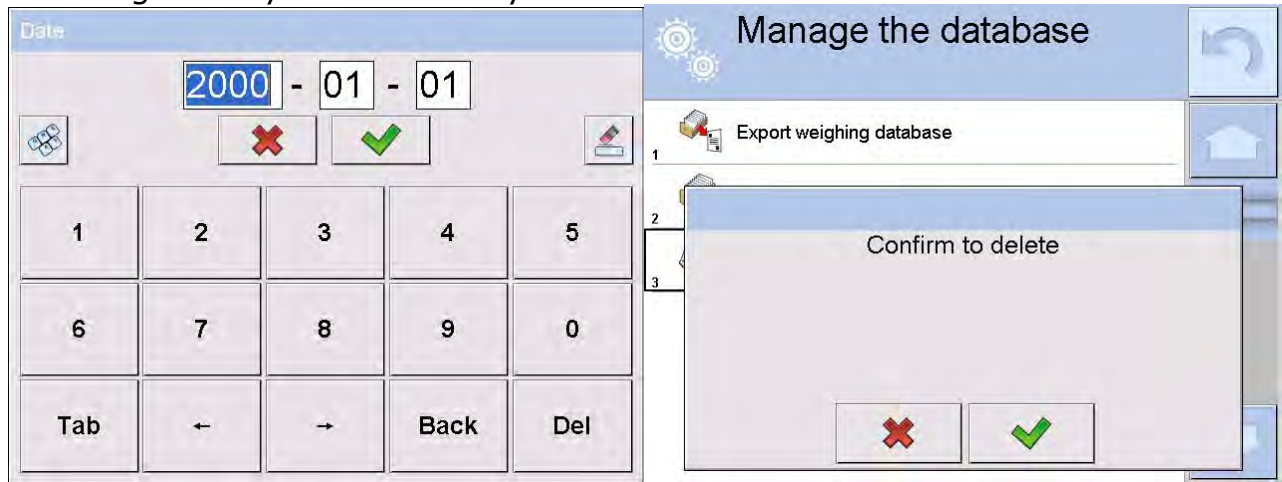 Date
2000 - 01 - 01
1 2 3 4 5
6 7 8 9 0
Tab ← → Back Del
Manage the database
1 Export weighing database
2
3
Confirm to delete